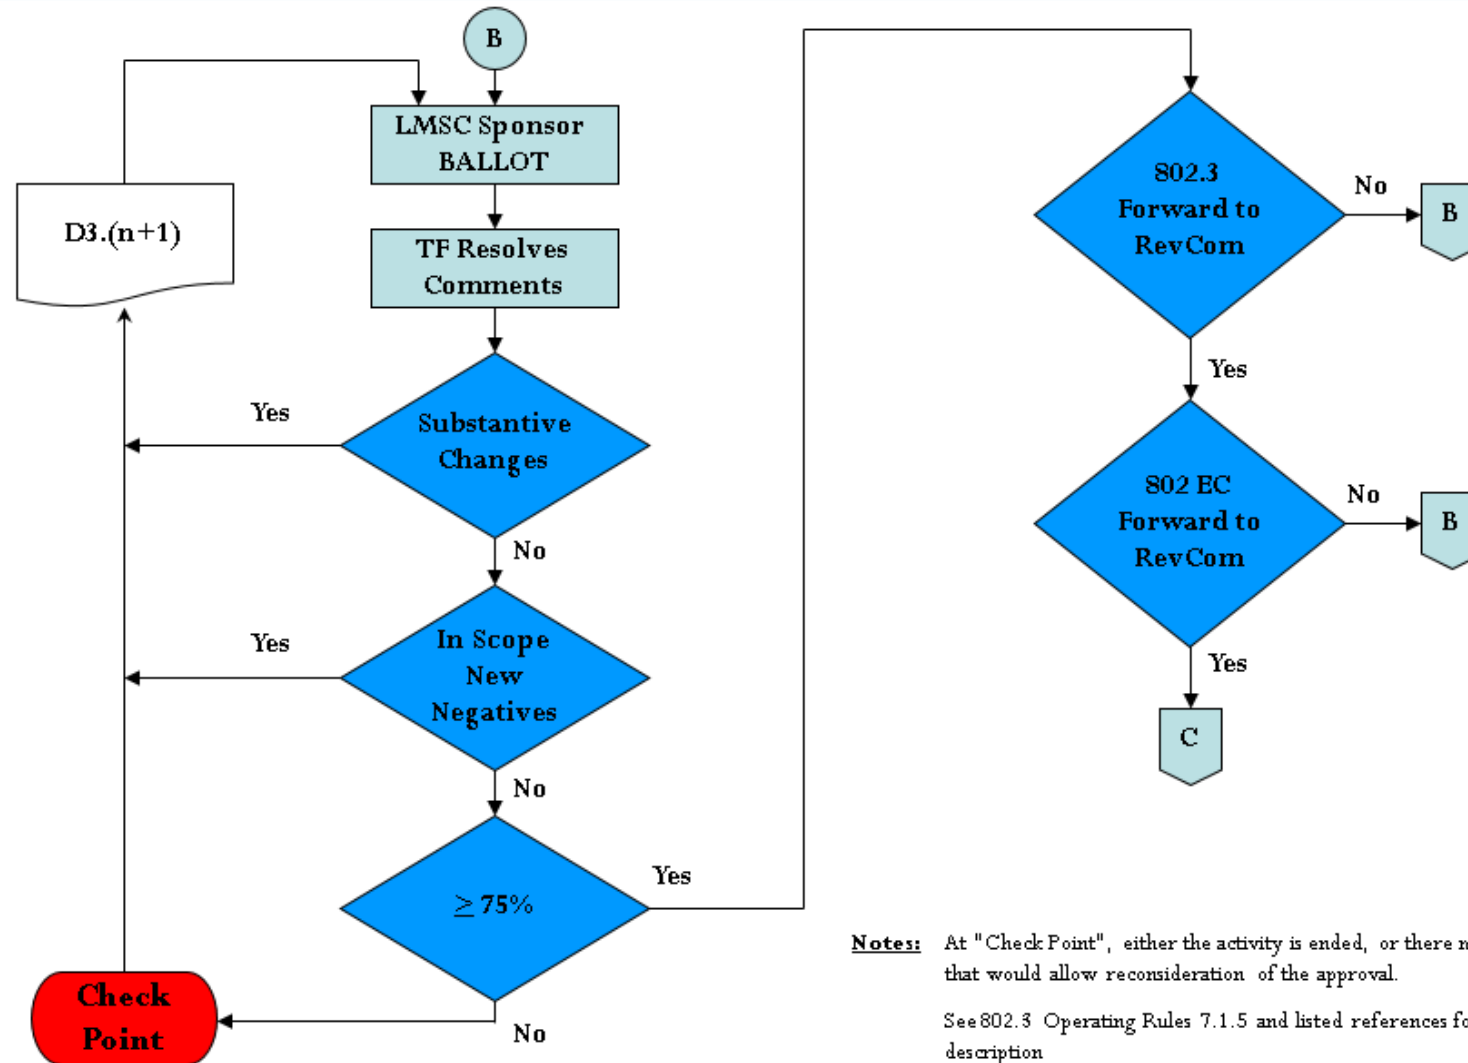 B
LMSC Sponsor
BALLOT
D3.(n+1)
TF Resolves
Comments
Yes
Substantive
Changes
No
Yes
In Scope
New
Negatives
No
≥ 75%
Yes
Check
Point
No
802.3
Forward to
RevCom
No
B
Yes
802 EC
Forward to
RevCom
No
B
Yes
C
Notes: At "Check Point", either the activity is ended, or there
that would allow reconsideration of the approval.
See 802.3 Operating Rules 7.1.5 and listed references
description